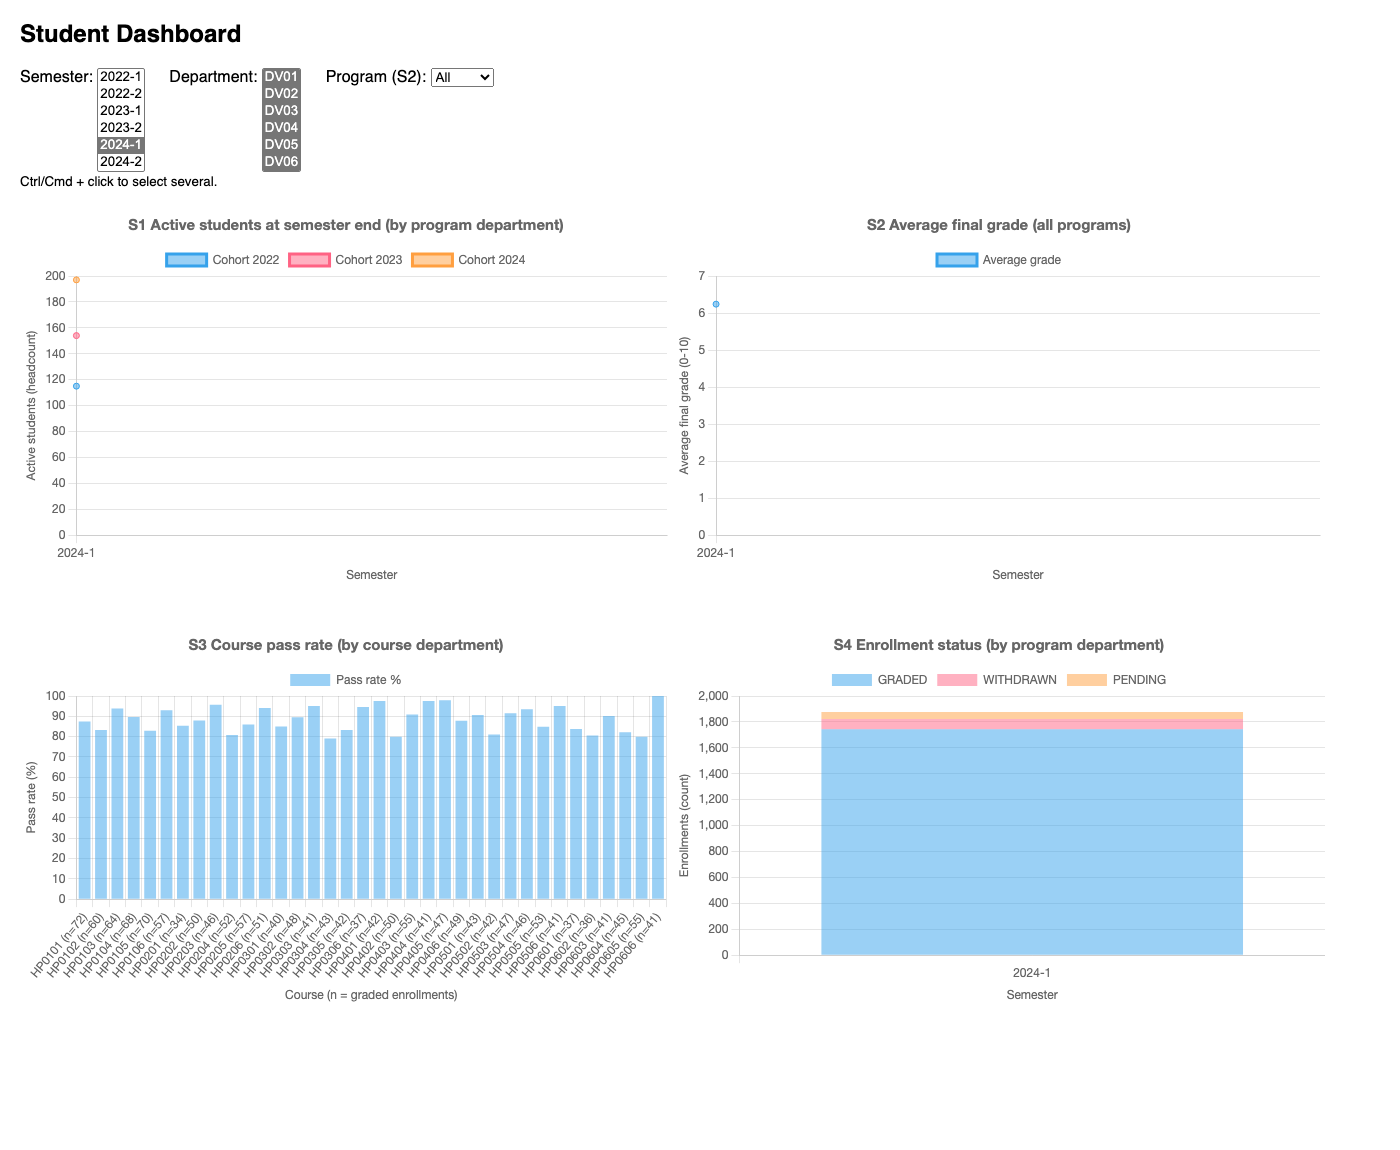 Student Dashboard
Semester:
2022-1
2022-2
2023-1
2023-2
2024-1
2024-2
Department:
DV01
DV02
DV03
DV04
DV05
DV06
Program (S2): All
Ctrl/Cmd + click to select several.
S1 Active students at semester end (by program department)
Cohort 2022 Cohort 2023 Cohort 2024
Active students (headcount)
200
180
160
140
120
100
80
60
40
20
0
2024-1
Semester
S2 Average final grade (all programs)
Average grade
Average final grade (0-10)
7
6
5
4
3
2
1
0
2024-1
Semester
S3 Course pass rate (by course department)
Pass rate %
Pass rate (%)
100
90
80
70
60
50
40
30
20
10
0
HP0101 (n=72)
HP0102 (n=60)
HP0103 (n=64)
HP0104 (n=68)
HP0105 (n=70)
HP0106 (n=57)
HP0201 (n=34)
HP0202 (n=50)
HP0203 (n=46)
HP0204 (n=52)
HP0205 (n=57)
HP0206 (n=51)
HP0301 (n=40)
HP0302 (n=48)
HP0303 (n=41)
HP0304 (n=43)
HP0305 (n=42)
HP0306 (n=37)
HP0401 (n=42)
HP0402 (n=50)
HP0403 (n=55)
HP0404 (n=41)
HP0405 (n=47)
HP0406 (n=49)
HP0501 (n=43)
HP0502 (n=42)
HP0503 (n=47)
HP0504 (n=46)
HP0505 (n=53)
HP0506 (n=41)
HP0601 (n=37)
HP0602 (n=36)
HP0603 (n=41)
HP0604 (n=45)
HP0605 (n=55)
HP0606 (n=41)
Course (n = graded enrollments)
S4 Enrollment status (by program department)
GRADED WITHDRAWN PENDING
Enrollments (count)
2,000
1,800
1,600
1,400
1,200
1,000
800
600
400
200
0
2024-1
Semester